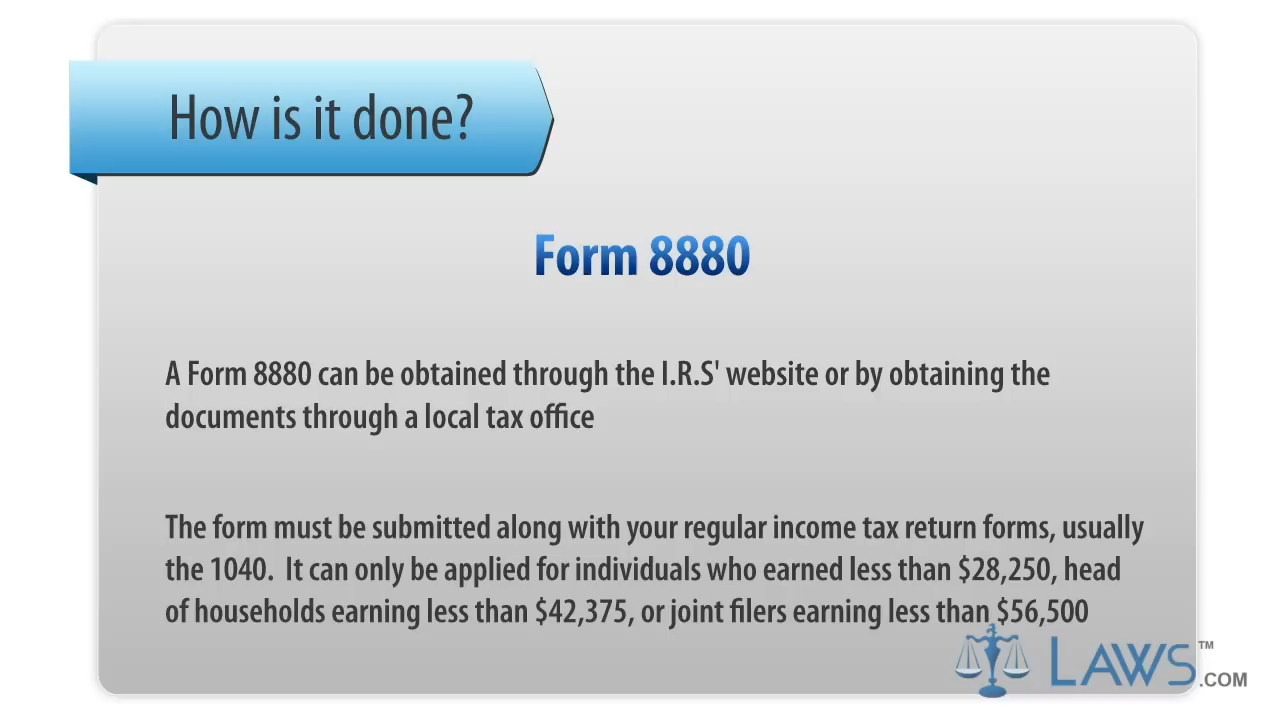 How is it done?
Form 8880
A Form 8880 can be obtained through the I.R.S' website or by obtaining the
documents through a local tax office
The form must be submitted along with your regular income tax return forms, usually
the 1040.  It can only be applied for individuals who earned less than $28,250, head
of households earning less than $42,375, or joint filers earning less than $56,500
LAWS™
.COM